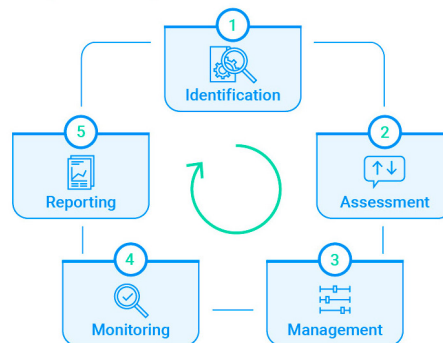 1
Identification
2
Assessment
3
Management
4
Monitoring
5
Reporting